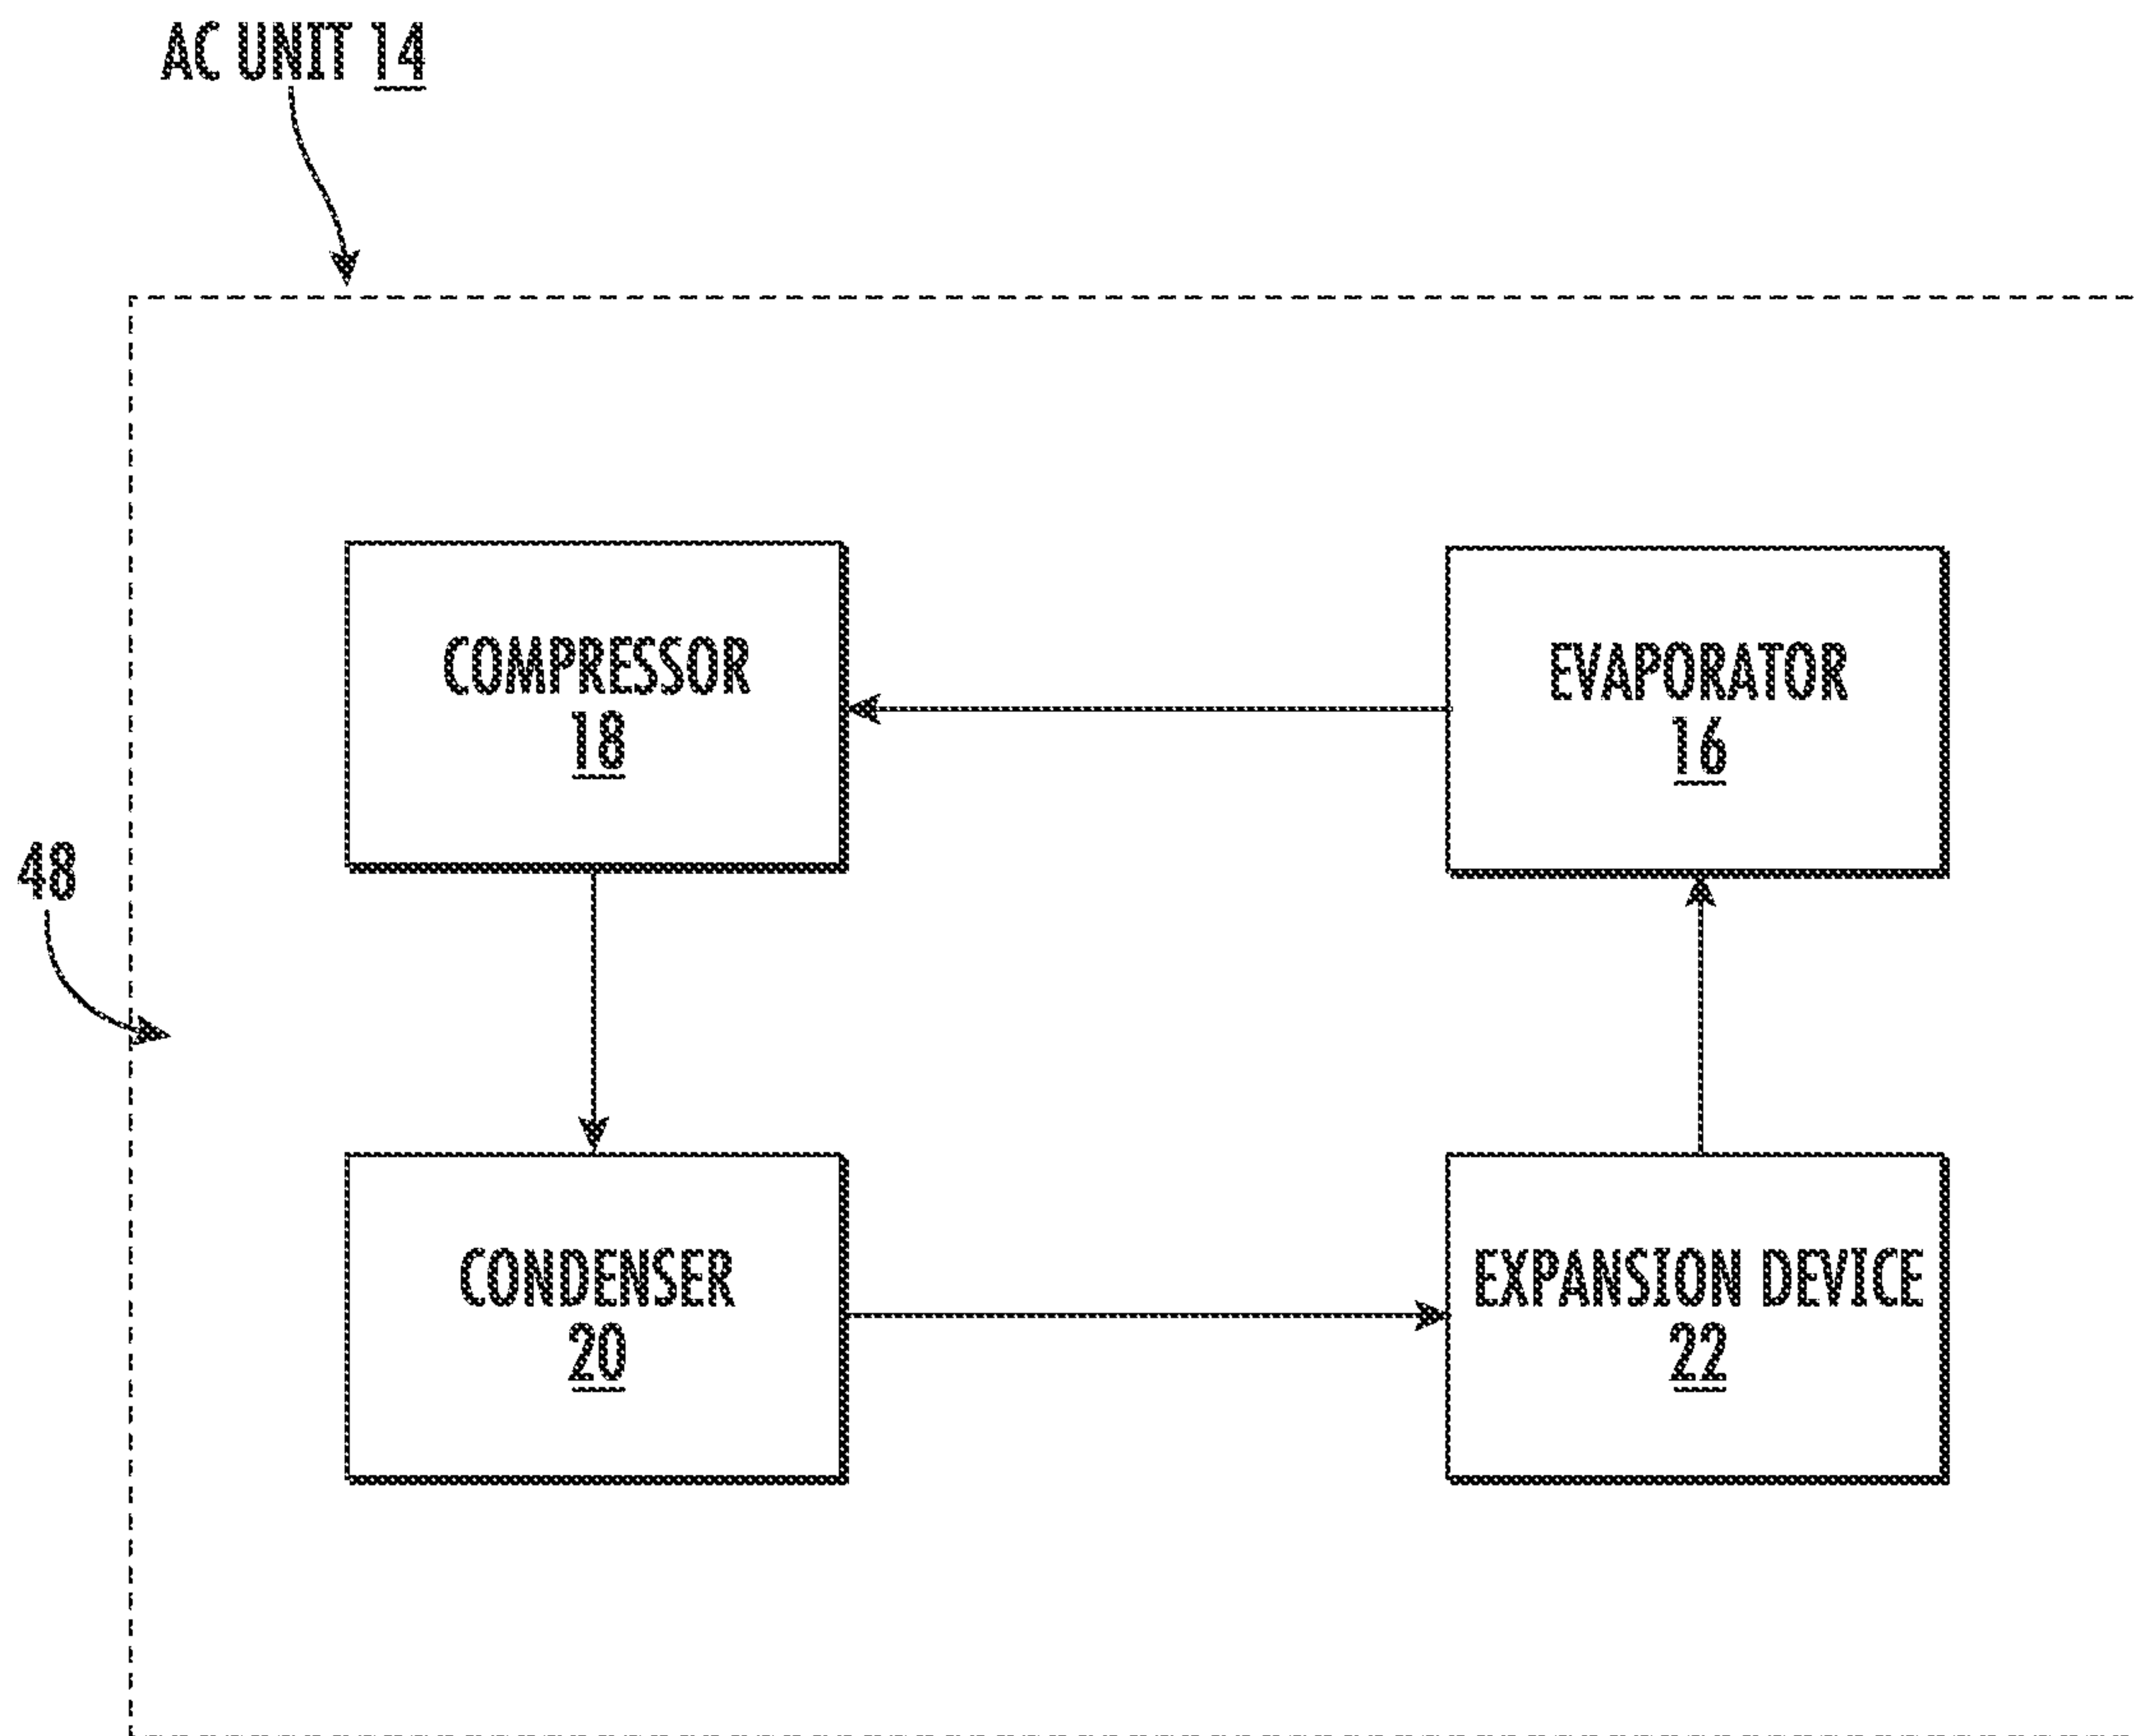 AC UNIT 14
COMPRESSOR
18
EVAPORATOR
16
48
CONDENSER
20
EXPANSION DEVICE
22